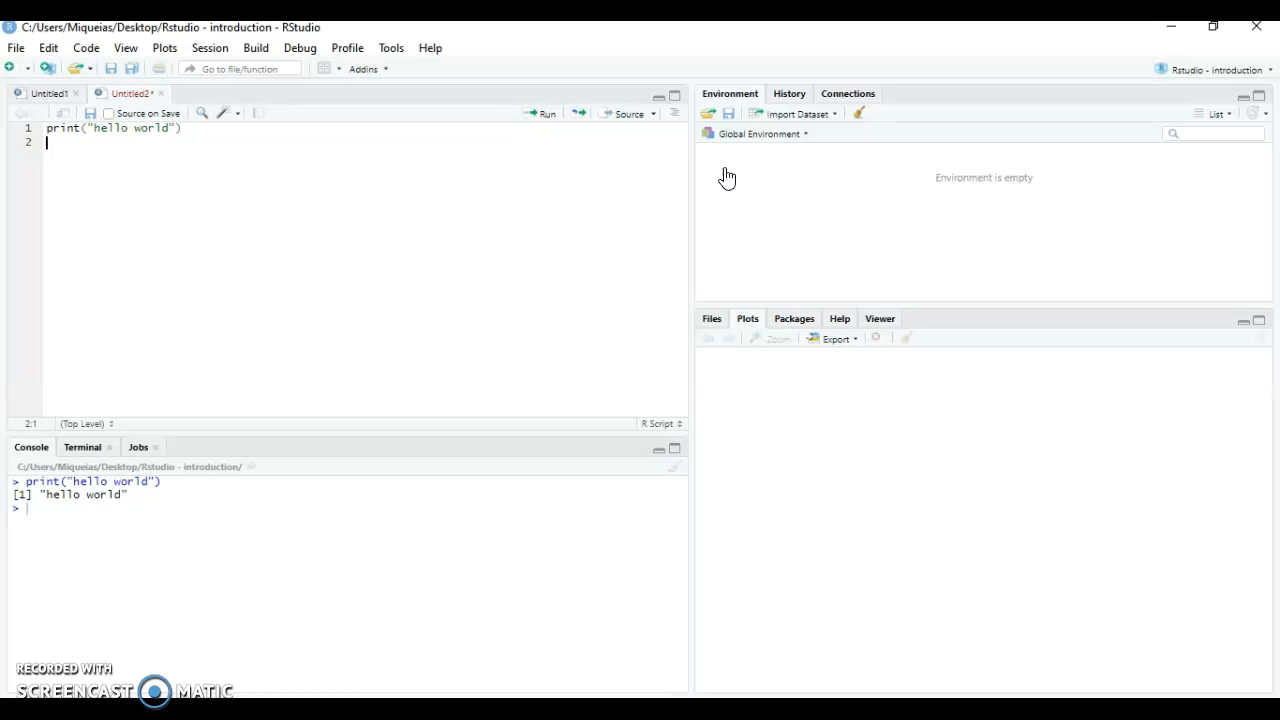 C:/Users/Miqueias/Desktop/Rstudio - introduction - RStudio
File Edit Code View Plots Session Build Debug Profile Tools Help
Go to file/function Addins Rstudio - introduction
Untitled1 Untitled2*
Source on Save Run Source
1 print("hello world")
2
2:1 (Top Level) R Script
Console Terminal Jobs
C:/Users/Miqueias/Desktop/Rstudio - introduction/
> print("hello world")
[1] "hello world"
>
Environment History Connections
Import Dataset List
Global Environment
Environment is empty
Files Plots Packages Help Viewer
Zoom Export
RECORDED WITH
SCREENCAST MATIC